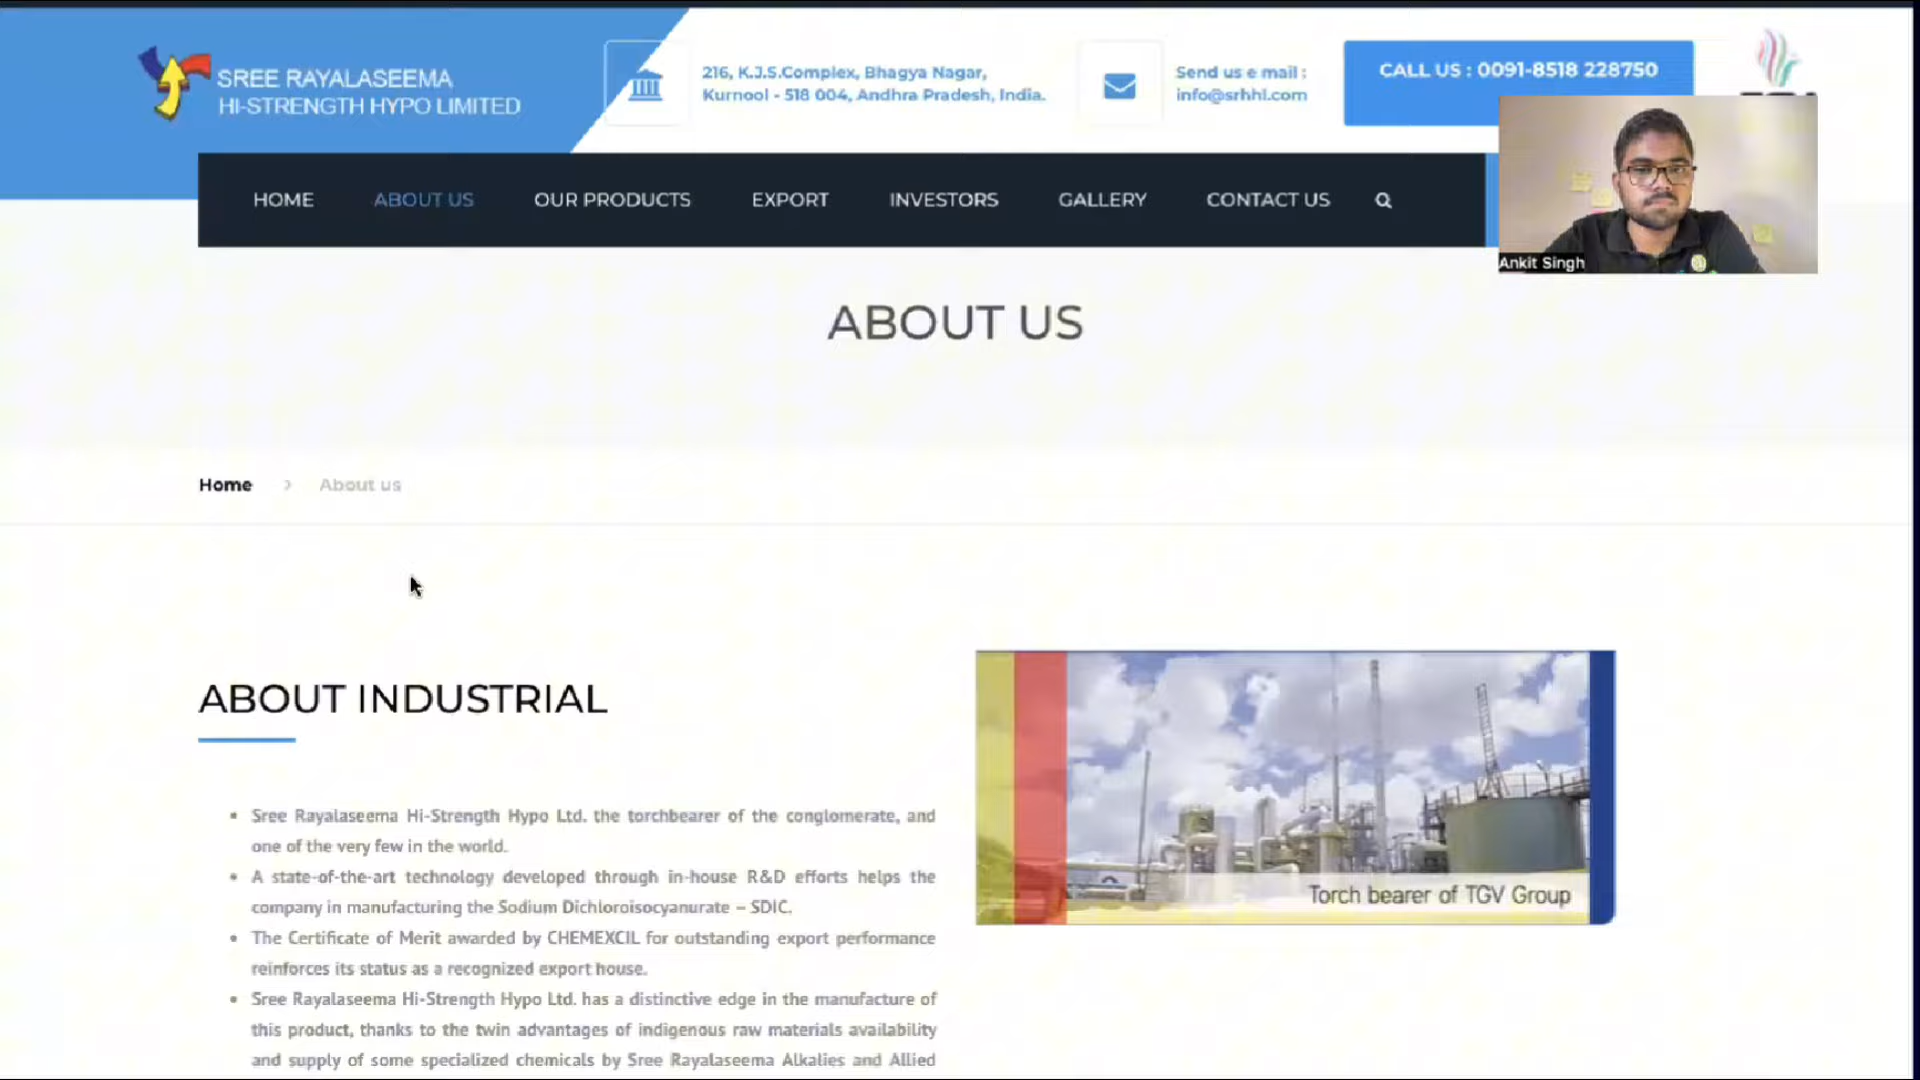 SREE RAYALASEEMA
HI-STRENGTH HYPO LIMITED
216, K.J.S.Complex, Bhagya Nagar,
Kurnool - 518 004, Andhra Pradesh, India.
Send us e mail :
info@srhhl.com
CALL US : 0091-8518 228750
HOME ABOUT US OUR PRODUCTS EXPORT INVESTORS GALLERY CONTACT US
Ankit Singh
ABOUT US
Home > About us
ABOUT INDUSTRIAL
• Sree Rayalaseema Hi-Strength Hypo Ltd. the torchbearer of the conglomerate, and
one of the very few in the world.
• A state-of-the-art technology developed through in-house R&D efforts helps the
company in manufacturing the Sodium Dichloroisocyanurate – SDIC.
• The Certificate of Merit awarded by CHEMEXCIL for outstanding export performance
reinforces its status as a recognized export house.
• Sree Rayalaseema Hi-Strength Hypo Ltd. has a distinctive edge in the manufacture of
this product, thanks to the twin advantages of indigenous raw materials availability
and supply of some specialized chemicals by Sree Rayalaseema Alkalies and Allied
Torch bearer of TGV Group